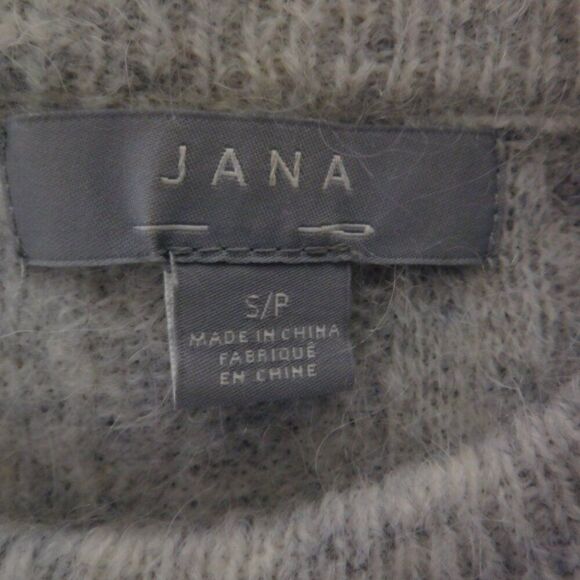 JANA
S/P
MADE IN CHINA
FABRIQUÉ
EN CHINE